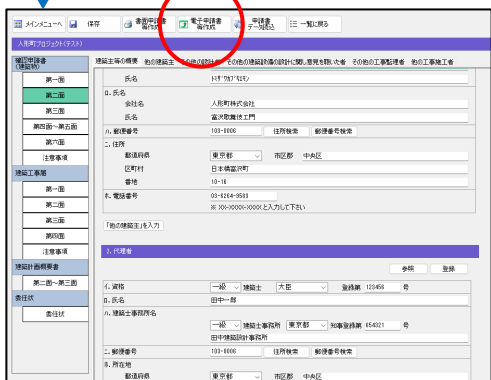 メインメニューへ 保存 書面申請書等作成 電子申請書等作成 申請書データ読込 一覧に戻る
人形町プロジェクト(テスト)
確認申請書(建築物)
第一面
第二面
第三面
第四面～第五面
第六面
注意事項
建築工事届
第一面
第二面
第三面
第四面
注意事項
建築計画概要書
第二面～第三面
委任状
委任状
建築主等の概要 他の建築主 その他の設計者 その他の建築設備の設計に関し意見を聴いた者 その他の工事監理者 他の工事施工者
氏名
ロ. 氏名
会社名 人形町株式会社
氏名 富沢歌舞伎エ門
ハ. 郵便番号 103-0006 住所検索 郵便番号検索
ニ. 住所
都道府県 東京都 市区郡 中央区
区町村 日本橋富沢町
番地 10-16
ホ. 電話番号 03-6264-9563
※ XX-XXXX-XXXX と入力して下さい
「他の建築主」を入力
2. 代理者
参照 登録
イ. 資格 一級 建築士 大臣 登録第 123456 号
ロ. 氏名 田中一郎
ハ. 建築士事務所名
一級 建築士事務所 東京都 知事登録第 654321 号
田中建築設計事務所
ニ. 郵便番号 103-0006 住所検索 郵便番号検索
ホ. 所在地
都道府県 東京都 市区郡 中央区